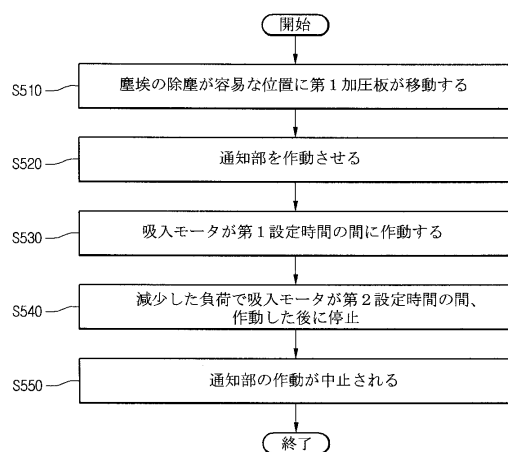 開始
S510
塵埃の除塵が容易な位置に第1加圧板が移動する
S520
通知部を作動させる
S530
吸入モータが第1設定時間の間に作動する
S540
減少した負荷で吸入モータが第2設定時間の間、
作動した後に停止
S550
通知部の作動が中止される
終了